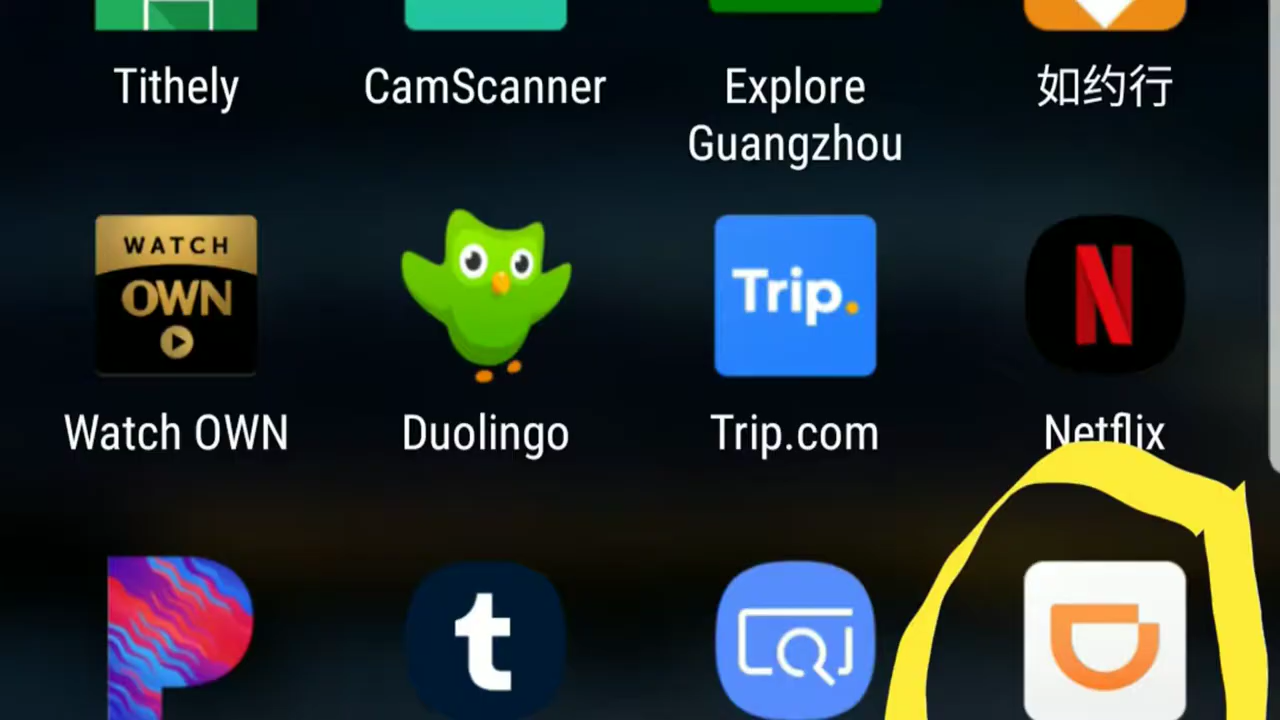 Tithely
CamScanner
Explore
Guangzhou
如约行
WATCH
OWN
Trip.
N
Watch OWN
Duolingo
Trip.com
Netflix
t